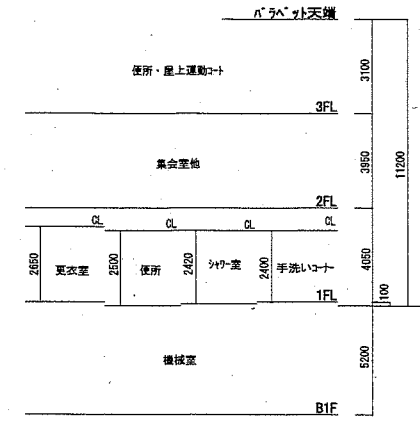 パラペット天端
便所・屋上運動コート
3100
3FL
集会室他
3950
11200
2FL
CL CL CL CL
2650 更衣室 2500 便所 2420 シャワー室 2400 手洗いコーナー
4050
1FL
100
機械室
5200
B1F